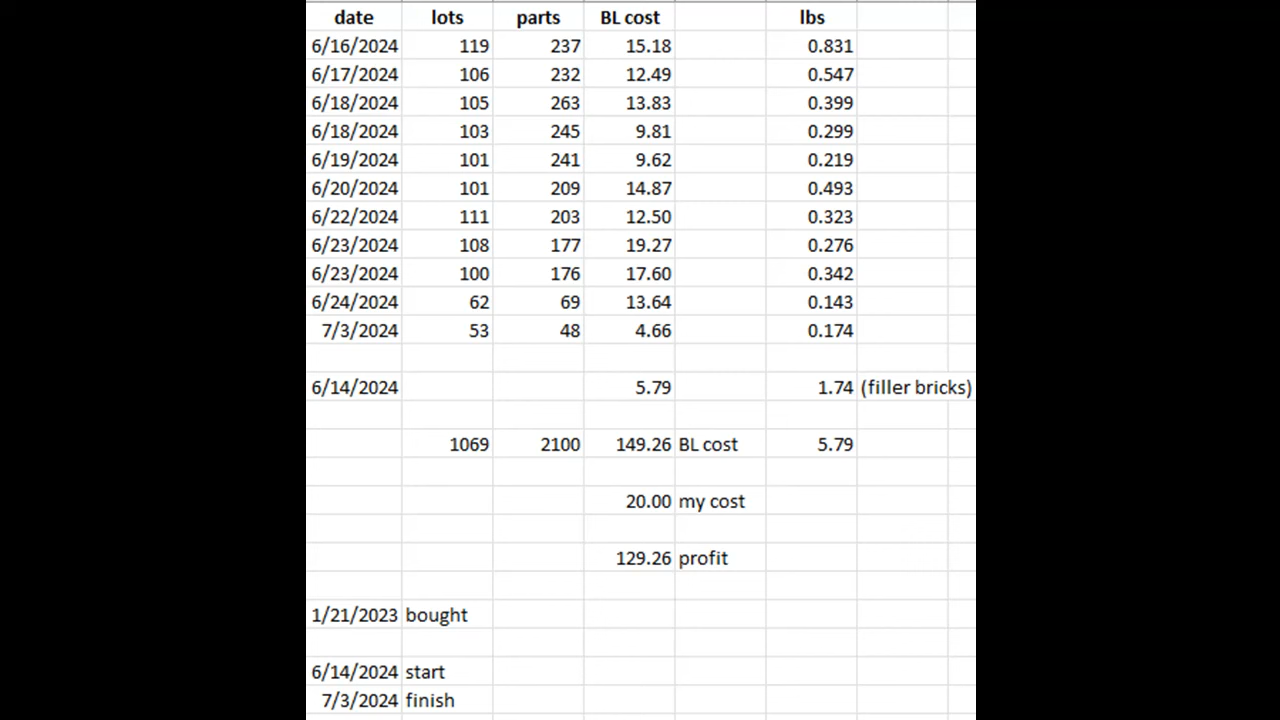 date lots parts BL cost lbs
6/16/2024 119 237 15.18 0.831
6/17/2024 106 232 12.49 0.547
6/18/2024 105 263 13.83 0.399
6/18/2024 103 245 9.81 0.299
6/19/2024 101 241 9.62 0.219
6/20/2024 101 209 14.87 0.493
6/22/2024 111 203 12.50 0.323
6/23/2024 108 177 19.27 0.276
6/23/2024 100 176 17.60 0.342
6/24/2024 62 69 13.64 0.143
7/3/2024 53 48 4.66 0.174
6/14/2024 5.79 1.74 (filler bricks)
1069 2100 149.26 BL cost 5.79
20.00 my cost
129.26 profit
1/21/2023 bought
6/14/2024 start
7/3/2024 finish